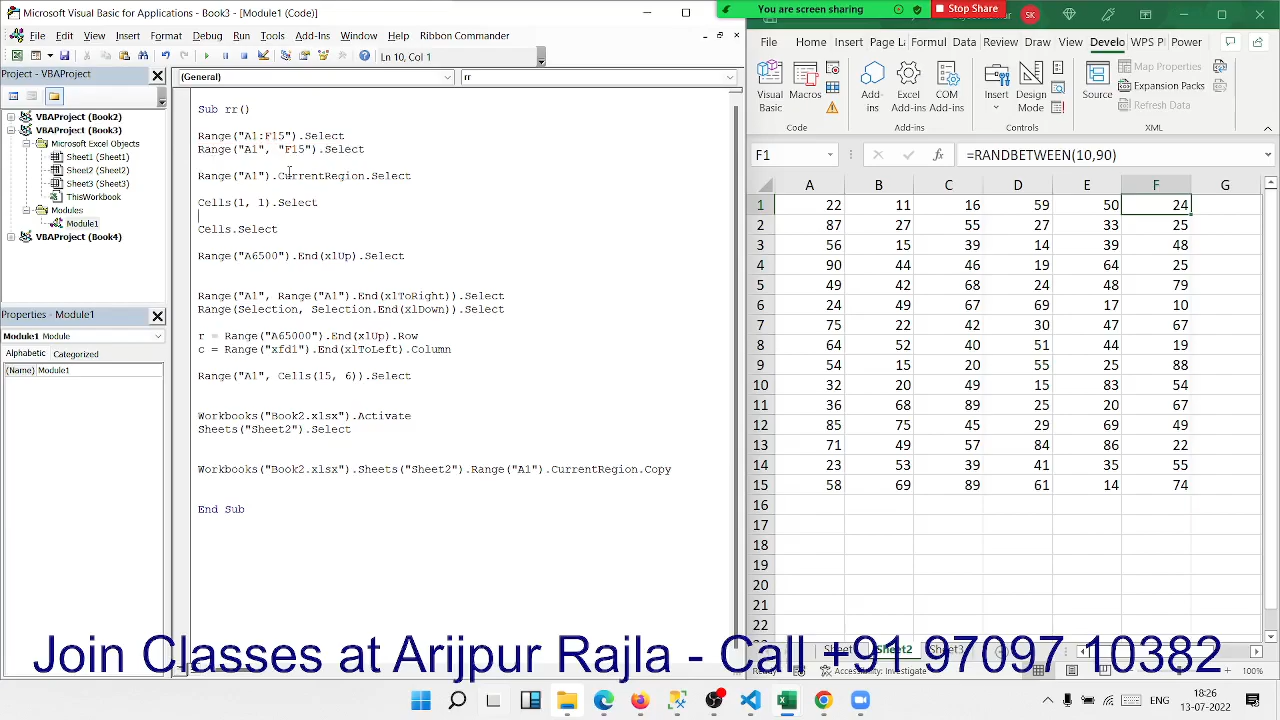 Microsoft Visual Basic for Applications - Book3 - [Module1 (Code)]
You are screen sharing
Stop Share
SK
File Edit View Insert Format Debug Run Tools Add-Ins Window Help Ribbon Commander
Ln 10, Col 1
Project - VBAProject
VBAProject (Book2)
VBAProject (Book3)
Microsoft Excel Objects
Sheet1 (Sheet1)
Sheet2 (Sheet2)
Sheet3 (Sheet3)
ThisWorkbook
Modules
Module1
VBAProject (Book4)
Properties - Module1
Module1 Module
Alphabetic Categorized
(Name) Module1
(General)
rr
Sub rr()
Range("A1:F15").Select
Range("A1", "F15").Select
Range("A1").CurrentRegion.Select
Cells(1, 1).Select
Cells.Select
Range("A6500").End(xlUp).Select
Range("A1", Range("A1").End(xlToRight)).Select
Range(Selection, Selection.End(xlDown)).Select
r = Range("A65000").End(xlUp).Row
c = Range("xfd1").End(xlToLeft).Column
Range("A1", Cells(15, 6)).Select
Workbooks("Book2.xlsx").Activate
Sheets("Sheet2").Select
Workbooks("Book2.xlsx").Sheets("Sheet2").Range("A1").CurrentRegion.Copy
End Sub
File Home Insert Page La Formul Data Review View Develo WPS P Power
Visual Basic
Macros
Add-ins
Excel Add-ins
COM Add-ins
Insert
Design Mode
Source
Map Properties
Expansion Packs
Refresh Data
Code Add-ins Controls XML
F1
=RANDBETWEEN(10,90)
A B C D E F G
1 22 11 16 59 50 24
2 87 27 55 27 33 25
3 56 15 39 14 39 48
4 90 44 46 19 64 25
5 49 42 68 24 48 79
6 24 49 67 69 17 10
7 75 22 42 30 47 67
8 64 52 40 51 44 19
9 54 15 20 55 25 88
10 32 20 49 15 83 54
11 36 68 89 25 20 67
12 85 75 45 29 69 49
13 71 49 57 84 86 22
14 23 53 39 41 35 55
15 58 69 89 61 14 74
16
17
18
19
20
21
22
Sheet2 Sheet3
Accessibility: Investigate
100%
Join Classes at Arijpur Rajla - Call +91-97097 10382
ENG
18:26
13-07-2022